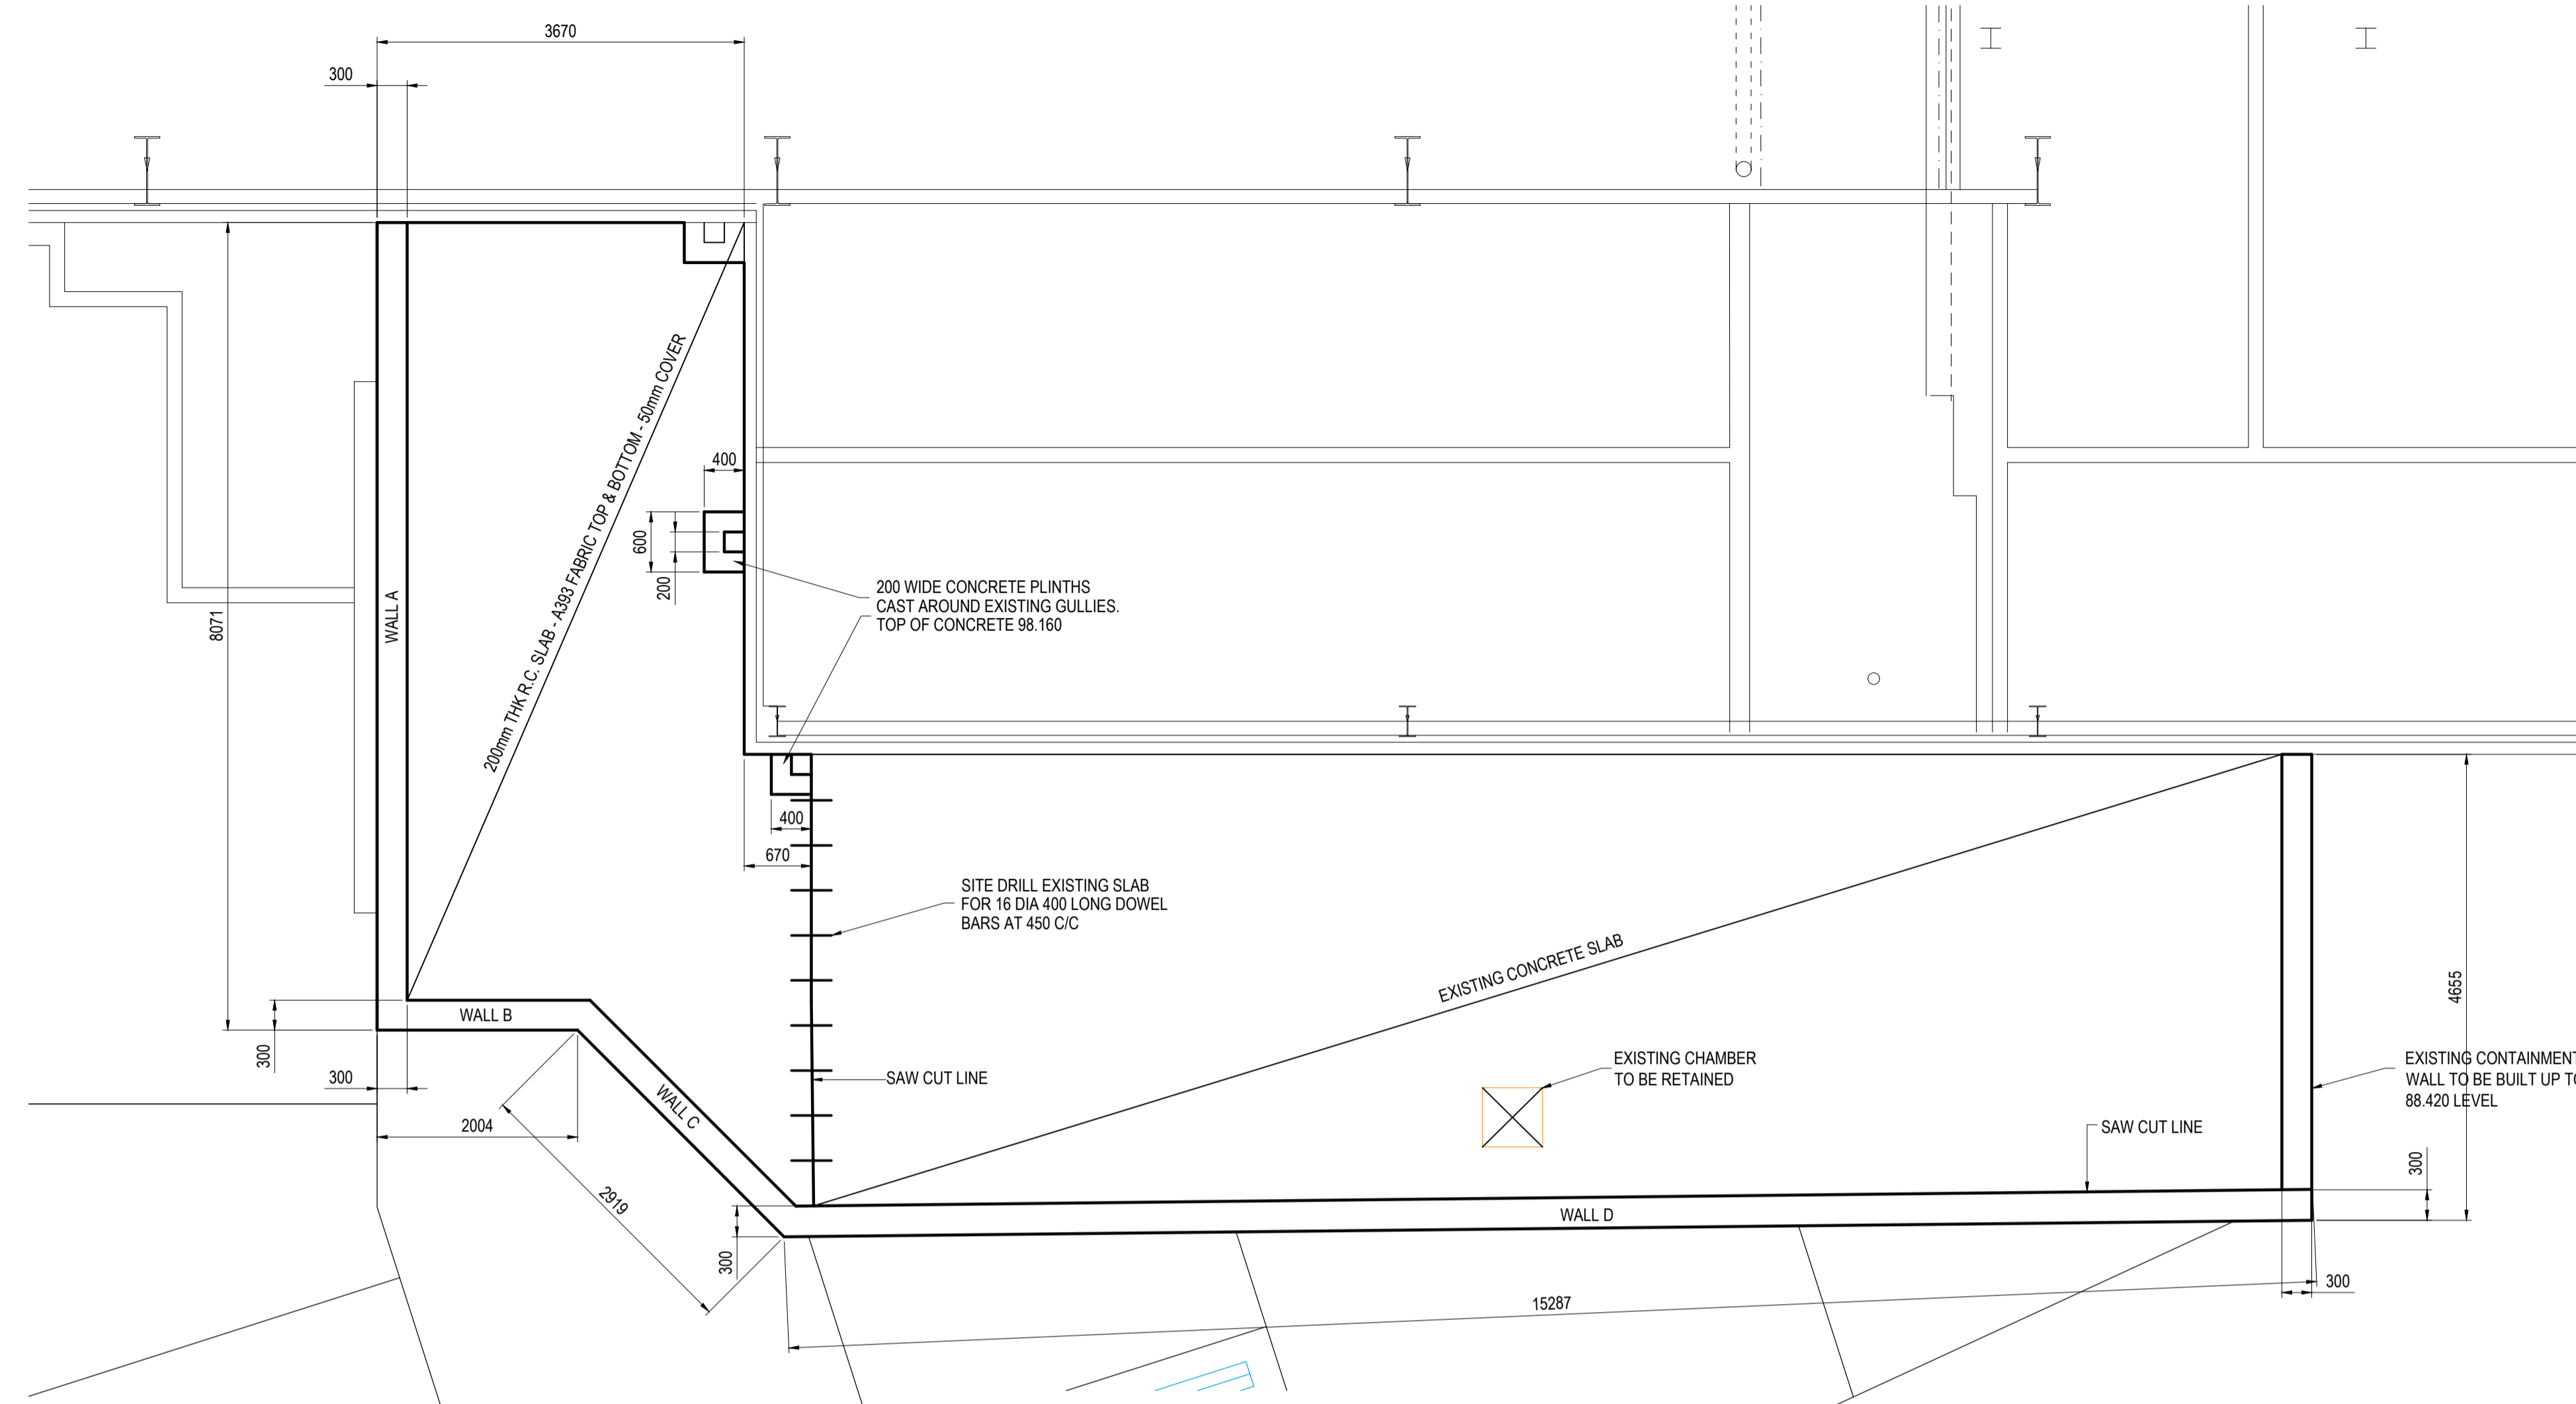 3670
300
200mm THK R.C. SLAB - A393 FABRIC TOP & BOTTOM - 50mm COVER
400
600
200
WALL A
8071
200 WIDE CONCRETE PLINTHS
CAST AROUND EXISTING GULLIES.
TOP OF CONCRETE 98.160
400
670
SITE DRILL EXISTING SLAB
FOR 16 DIA 400 LONG DOWEL
BARS AT 450 C/C
EXISTING CONCRETE SLAB
4655
WALL B
300
300
SAW CUT LINE
EXISTING CHAMBER
TO BE RETAINED
EXISTING CONTAINMENT
WALL TO BE BUILT UP TO
88.420 LEVEL
WALL C
2004
SAW CUT LINE
300
2919
WALL D
300
300
15287